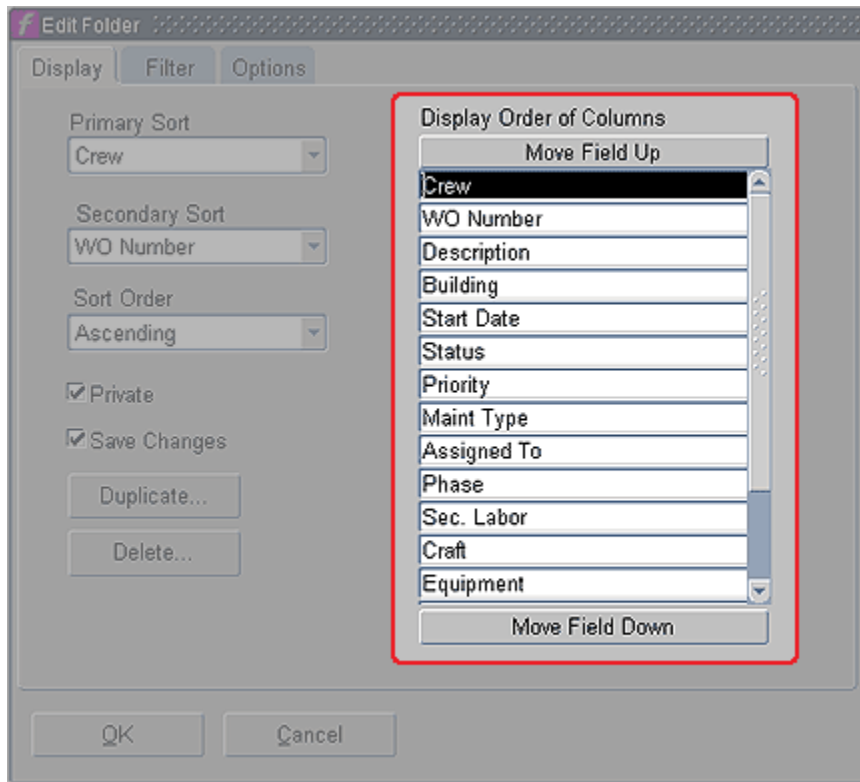 f Edit Folder
Display Filter Options
Primary Sort
Crew
Secondary Sort
WO Number
Sort Order
Ascending
Private
Save Changes
Duplicate...
Delete...
Display Order of Columns
Move Field Up
Crew
WO Number
Description
Building
Start Date
Status
Priority
Maint Type
Assigned To
Phase
Sec. Labor
Craft
Equipment
Move Field Down
OK Cancel